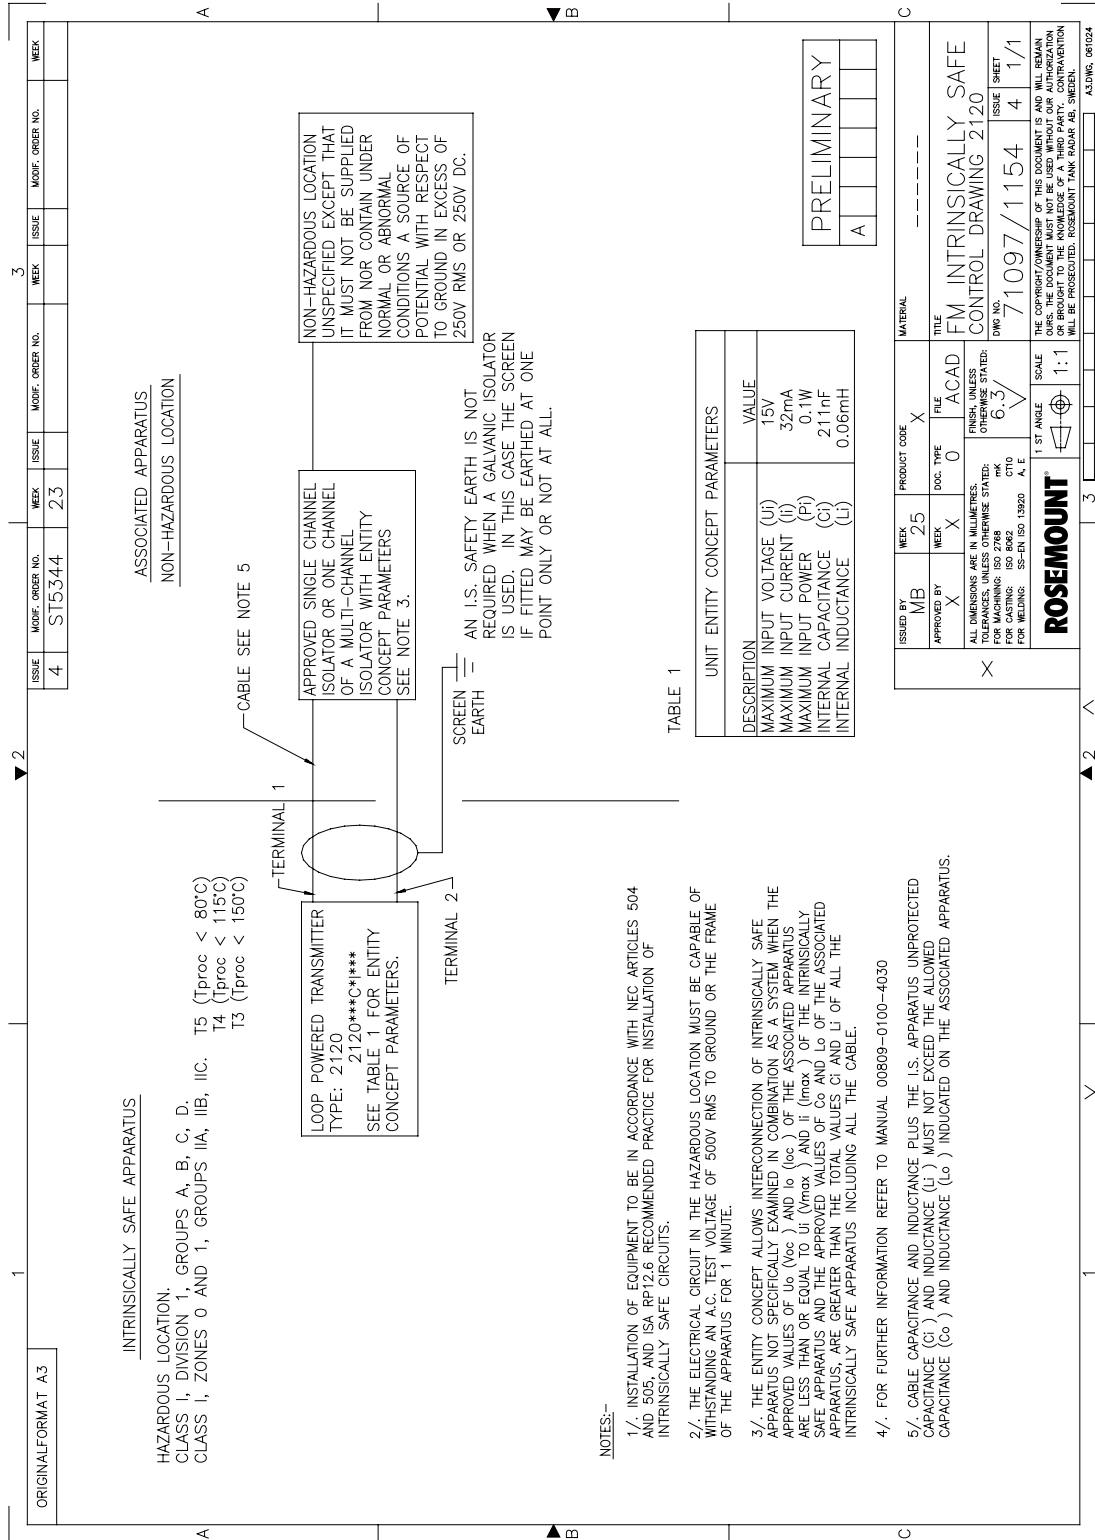 ORIGINALFORMAT A3
1
2
3
ISSUE
MODIF. ORDER NO.
WEEK
ISSUE
MODIF. ORDER NO.
WEEK
ISSUE
MODIF. ORDER NO.
WEEK
4
ST5344
23
A
A
INTRINSICALLY SAFE APPARATUS
HAZARDOUS LOCATION.
CLASS I, DIVISION 1, GROUPS A, B, C, D.
CLASS I, ZONES 0 AND 1, GROUPS IIA, IIB, IIC.
T5 (Tproc < 80°C)
T4 (Tproc < 115°C)
T3 (Tproc < 150°C)
ASSOCIATED APPARATUS
NON-HAZARDOUS LOCATION
CABLE SEE NOTE 5
TERMINAL 1
LOOP POWERED TRANSMITTER
TYPE: 2120
2120***C*I***
SEE TABLE 1 FOR ENTITY
CONCEPT PARAMETERS.
TERMINAL 2
APPROVED SINGLE CHANNEL
ISOLATOR OR ONE CHANNEL
OF A MULTI-CHANNEL
ISOLATOR WITH ENTITY
CONCEPT PARAMETERS
SEE NOTE 3.
NON-HAZARDOUS LOCATION
UNSPECIFIED EXCEPT THAT
IT MUST NOT BE SUPPLIED
FROM NOR CONTAIN UNDER
NORMAL OR ABNORMAL
CONDITIONS A SOURCE OF
POTENTIAL WITH RESPECT
TO GROUND IN EXCESS OF
250V RMS OR 250V DC.
SCREEN
EARTH
AN I.S. SAFETY EARTH IS NOT
REQUIRED WHEN A GALVANIC ISOLATOR
IS USED. IN THIS CASE THE SCREEN
IF FITTED MAY BE EARTHED AT ONE
POINT ONLY OR NOT AT ALL.
B
B
NOTES:-
1/. INSTALLATION OF EQUIPMENT TO BE IN ACCORDANCE WITH NEC ARTICLES 504
AND 505, AND ISA RP12.6 RECOMMENDED PRACTICE FOR INSTALLATION OF
INTRINSICALLY SAFE CIRCUITS.
2/. THE ELECTRICAL CIRCUIT IN THE HAZARDOUS LOCATION MUST BE CAPABLE OF
WITHSTANDING AN A.C. TEST VOLTAGE OF 500V RMS TO GROUND OR THE FRAME
OF THE APPARATUS FOR 1 MINUTE.
3/. THE ENTITY CONCEPT ALLOWS INTERCONNECTION OF INTRINSICALLY SAFE
APPARATUS NOT SPECIFICALLY EXAMINED IN COMBINATION AS A SYSTEM WHEN THE
APPROVED VALUES OF Uo (Voc ) AND Io (Ioc ) OF THE ASSOCIATED APPARATUS
ARE LESS THAN OR EQUAL TO Ui (Vmax ) AND Ii (Imax ) OF THE INTRINSICALLY
SAFE APPARATUS AND THE APPROVED VALUES OF Co AND Lo OF THE ASSOCIATED
APPARATUS, ARE GREATER THAN THE TOTAL VALUES Ci AND Li OF ALL THE
INTRINSICALLY SAFE APPARATUS INCLUDING ALL THE CABLE.
4/. FOR FURTHER INFORMATION REFER TO MANUAL 00809-0100-4030
5/. CABLE CAPACITANCE AND INDUCTANCE PLUS THE I.S. APPARATUS UNPROTECTED
CAPACITANCE (Ci ) AND INDUCTANCE (Li ) MUST NOT EXCEED THE ALLOWED
CAPACITANCE (Co ) AND INDUCTANCE (Lo ) INDUCATED ON THE ASSOCIATED APPARATUS.
TABLE 1
UNIT ENTITY CONCEPT PARAMETERS
DESCRIPTION VALUE
MAXIMUM INPUT VOLTAGE (Ui) 15V
MAXIMUM INPUT CURRENT (Ii) 32mA
MAXIMUM INPUT POWER (Pi) 0.1W
INTERNAL CAPACITANCE (Ci) 211nF
INTERNAL INDUCTANCE (Li) 0.06mH
PRELIMINARY
A
C
C
X
ISSUED BY
MB
WEEK
25
PRODUCT CODE
X
MATERIAL
------
APPROVED BY
X
WEEK
X
DOC. TYPE
0
FILE
ACAD
TITLE
FM INTRINSICALLY SAFE
CONTROL DRAWING 2120
ALL DIMENSIONS ARE IN MILLIMETRES.
TOLERANCES, UNLESS OTHERWISE STATED:
FOR MACHINING: ISO 2768 mK
FOR CASTING: ISO 8062 CT10
FOR WELDING: SS-EN ISO 13920 A, E
FINISH, UNLESS
OTHERWISE STATED:
6.3
DWG NO.
71097/1154
ISSUE
4
SHEET
1/1
ROSEMOUNT®
1 ST ANGLE
SCALE
1:1
THE COPYRIGHT/OWNERSHIP OF THIS DOCUMENT IS AND WILL REMAIN
OURS. THE DOCUMENT MUST NOT BE USED WITHOUT OUR AUTHORIZATION
OR BROUGHT TO THE KNOWLEDGE OF A THIRD PARTY. CONTRAVENTION
WILL BE PROSECUTED. ROSEMOUNT TANK RADAR AB, SWEDEN.
1
2
3
A3.DWG, 061024